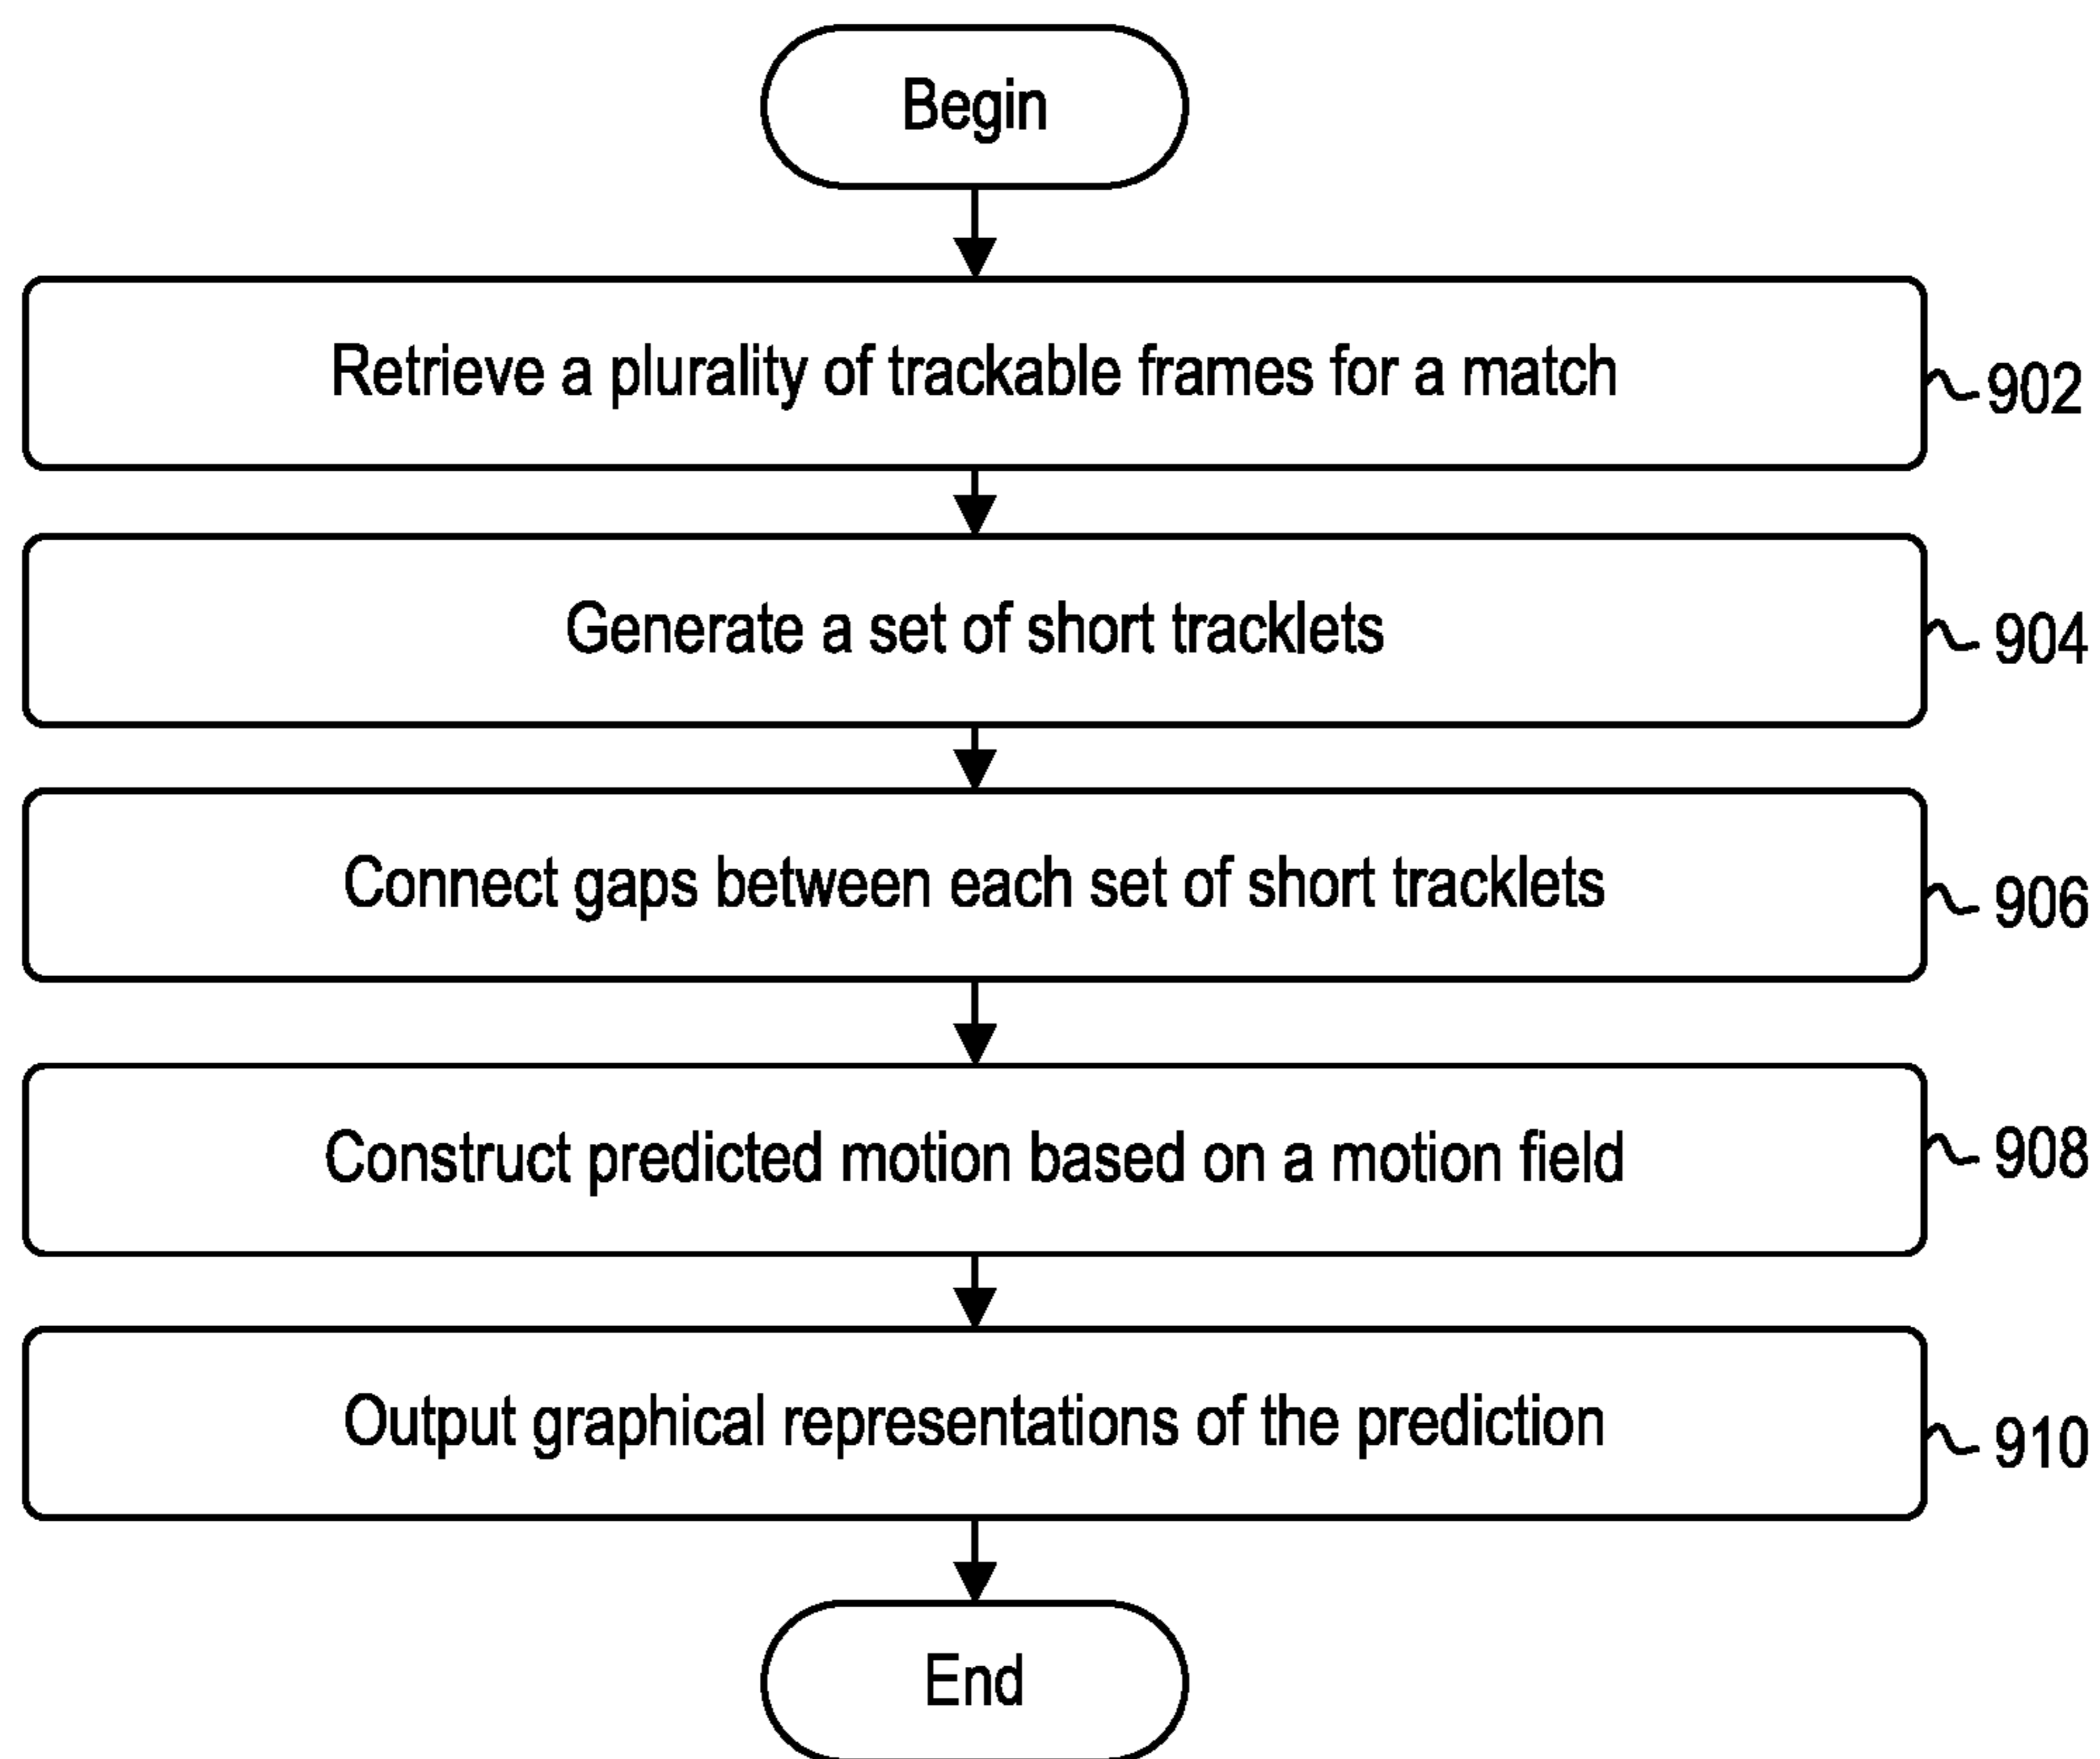 Begin
Retrieve a plurality of trackable frames for a match
902
Generate a set of short tracklets
904
Connect gaps between each set of short tracklets
906
Construct predicted motion based on a motion field
908
Output graphical representations of the prediction
910
End